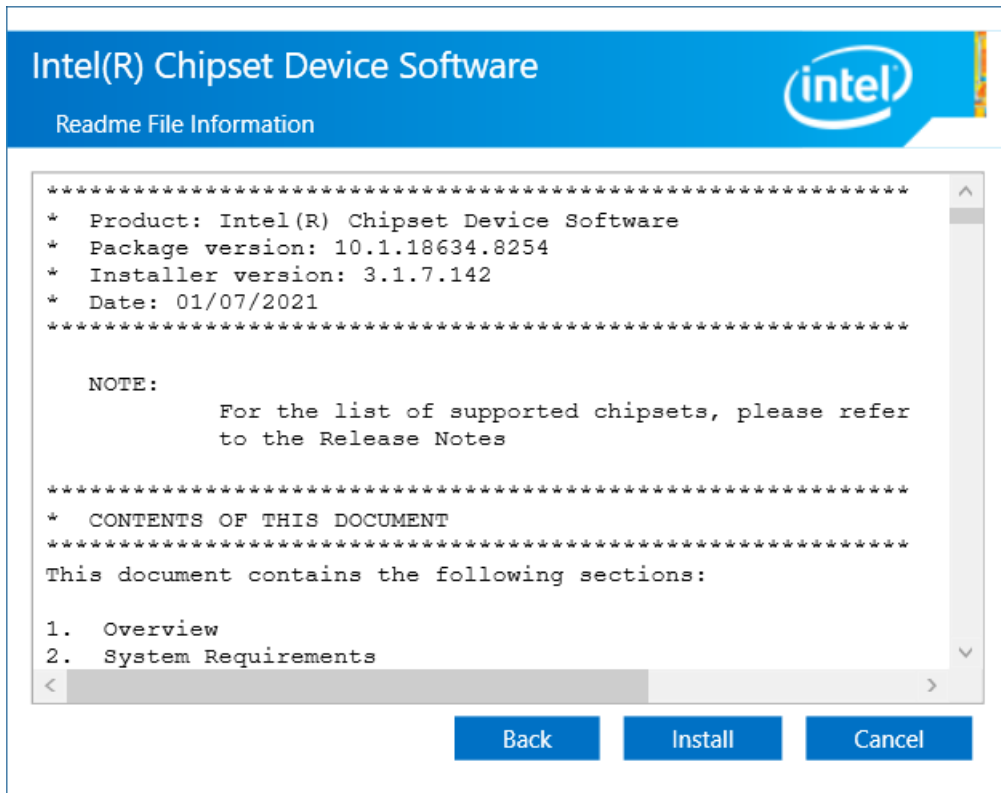 Intel(R) Chipset Device Software
intel
Readme File Information
************************************************************
*  Product: Intel(R) Chipset Device Software
*  Package version: 10.1.18634.8254
*  Installer version: 3.1.7.142
*  Date: 01/07/2021
************************************************************
NOTE:
For the list of supported chipsets, please refer
to the Release Notes
************************************************************
*  CONTENTS OF THIS DOCUMENT
************************************************************
This document contains the following sections:
1.  Overview
2.  System Requirements
Back
Install
Cancel